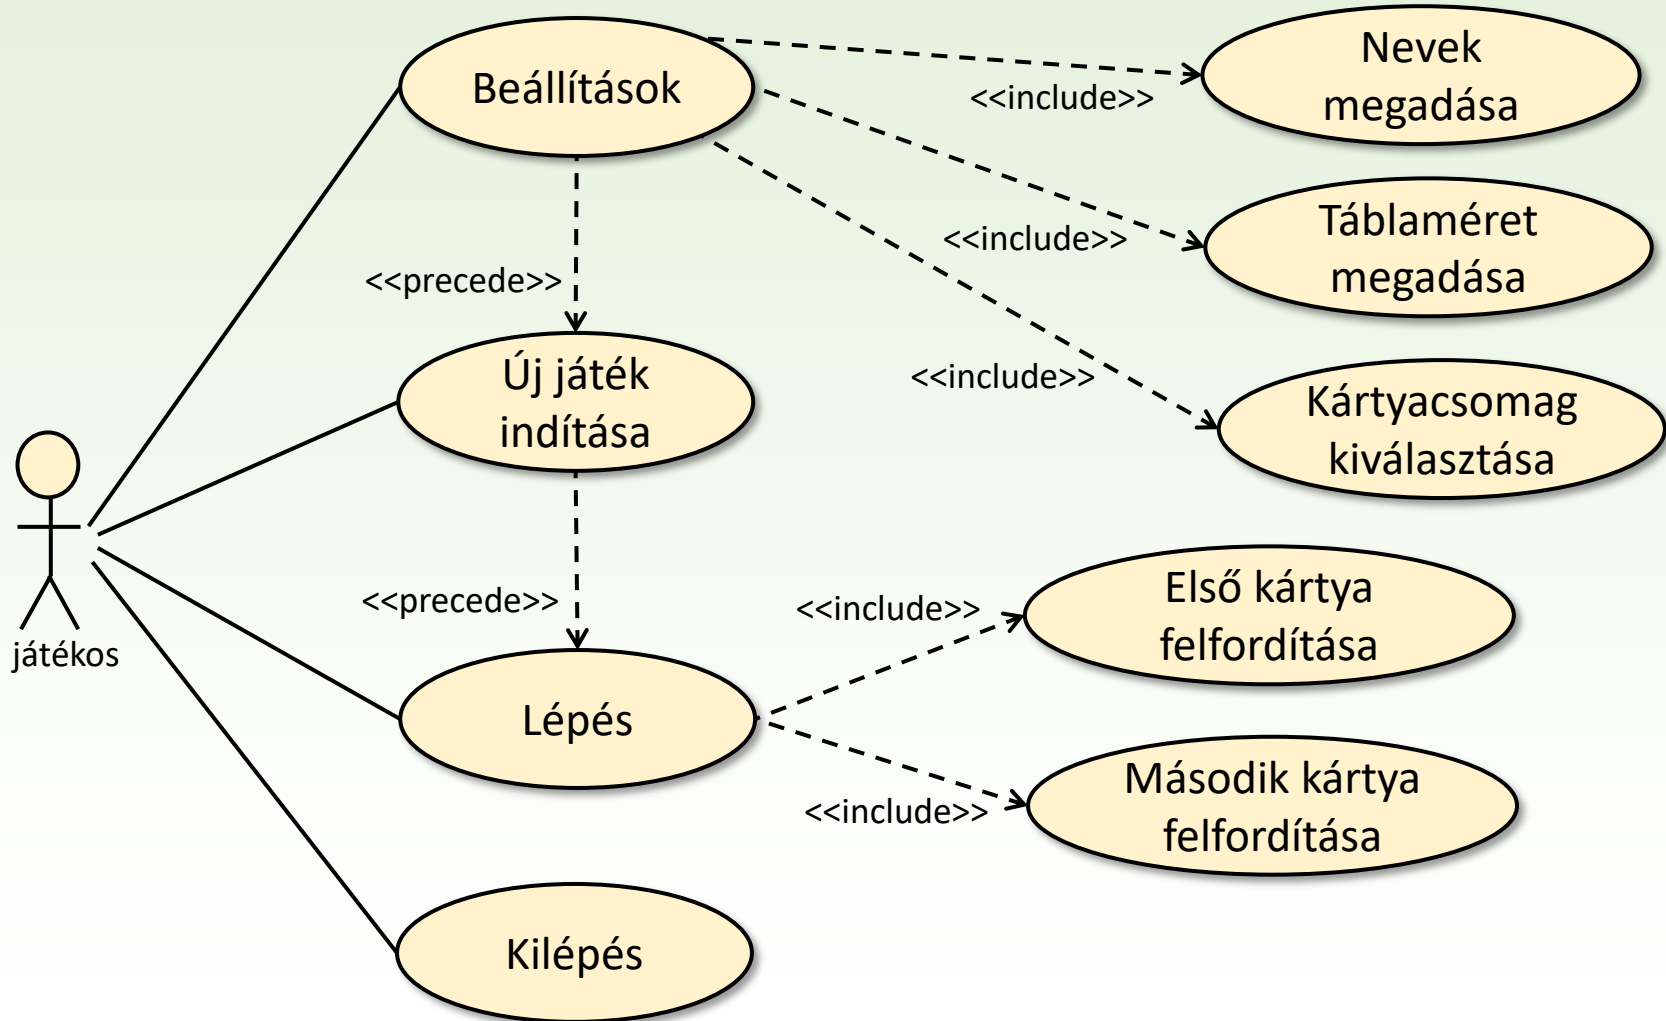 Beállítások
Nevek
megadása
<<include>>
Táblaméret
megadása
<<include>>
<<precede>>
Új játék
indítása
<<include>>
Kártyacsomag
kiválasztása
játékos
<<precede>>
<<include>>
Első kártya
felfordítása
Lépés
Második kártya
felfordítása
<<include>>
Kilépés